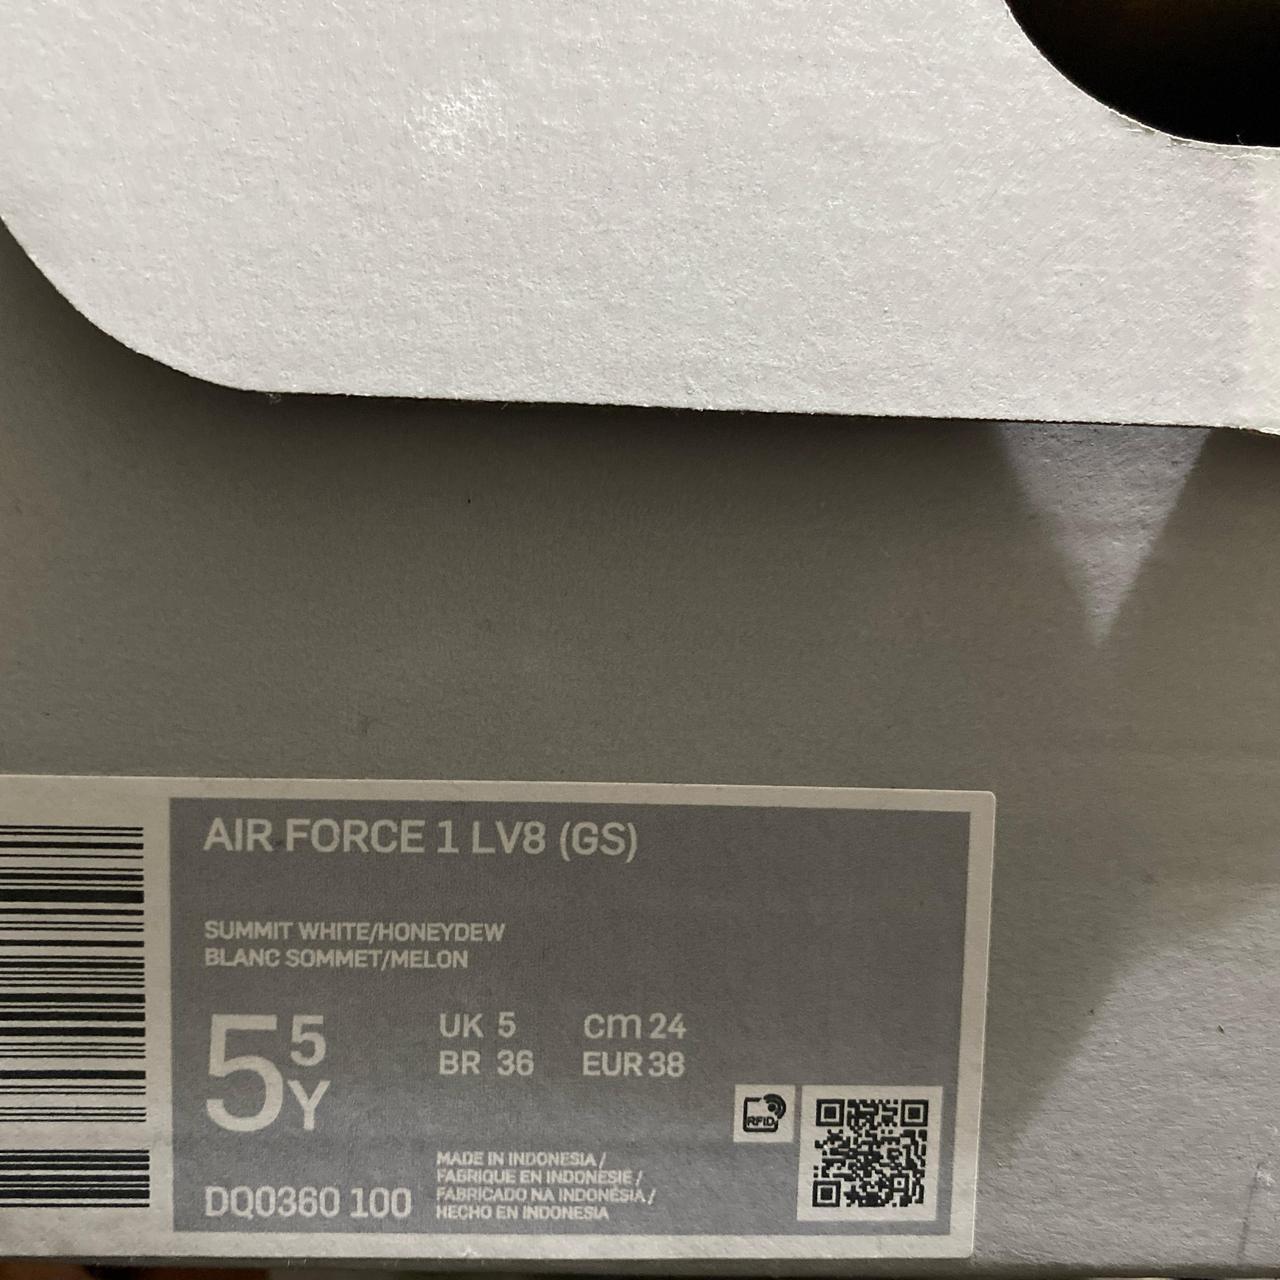 AIR FORCE 1 LV8 (GS)
SUMMIT WHITE/HONEYDEW
BLANC SOMMET/MELON
5 5 Y
UK 5 cm 24
BR 36 EUR 38
RFID
MADE IN INDONESIA /
FABRIQUE EN INDONESIE /
FABRICADO NA INDONÉSIA /
HECHO EN INDONESIA
DQ0360 100